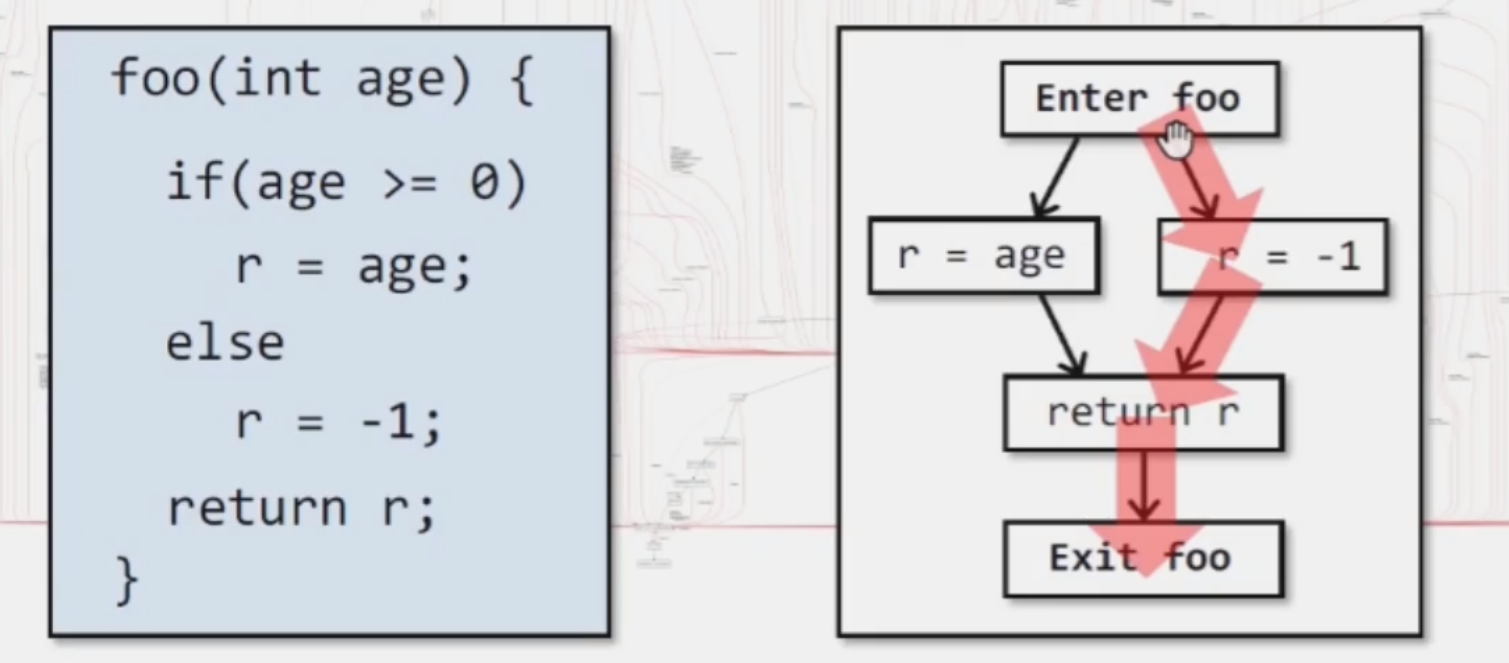 foo(int age) {
if(age >= 0)
r = age;
else
r = -1;
return r;
}
Enter foo
r = age
r = -1
return r
Exit foo